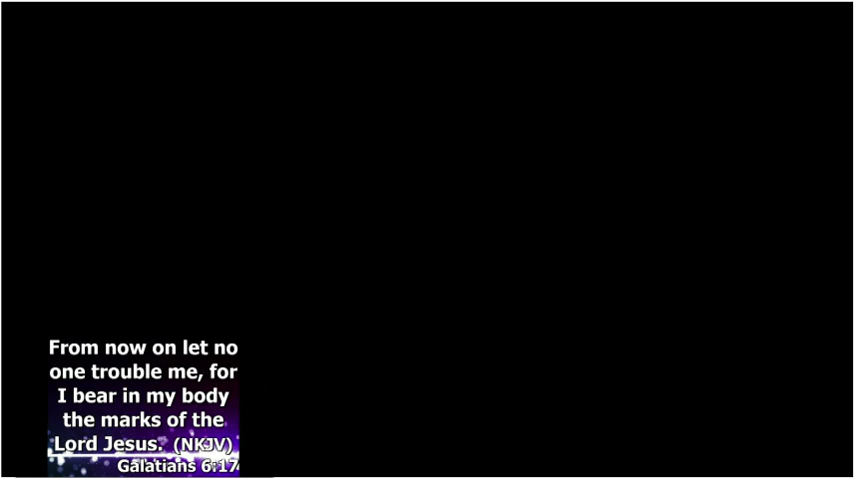 From now on let no
one trouble me, for
I bear in my body
the marks of the
Lord Jesus. (NKJV)
Galatians 6:17